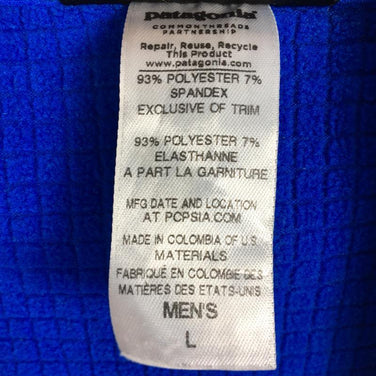 patagonia
COMMONTHREADS
PARTNERSHIP
Repair, Reuse, Recycle
This Product
www.patagonia.com
93% POLYESTER 7%
SPANDEX
EXCLUSIVE OF TRIM
93% POLYESTER 7%
ELASTHANNE
A PART LA GARNITURE
MFG DATE AND LOCATION
AT PCPSIA.COM
MADE IN COLOMBIA OF U.S.
MATERIALS
FABRIQUÉ EN COLOMBIE DES
MATIÈRES DES ETATS-UNIS
MEN'S
L